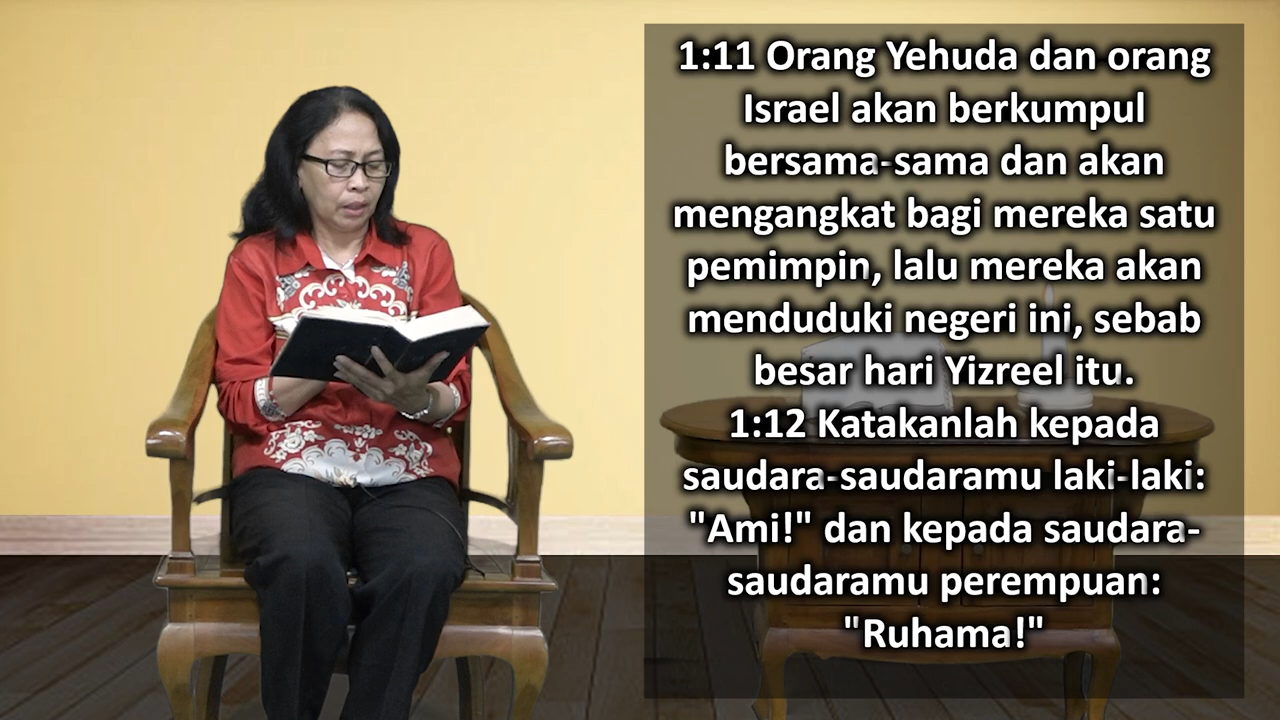 1:11 Orang Yehuda dan orang
Israel akan berkumpul
bersama-sama dan akan
mengangkat bagi mereka satu
pemimpin, lalu mereka akan
menduduki negeri ini, sebab
besar hari Yizreel itu.
1:12 Katakanlah kepada
saudara-saudaramu laki-laki:
"Ami!" dan kepada saudara-
saudaramu perempuan:
"Ruhama!"